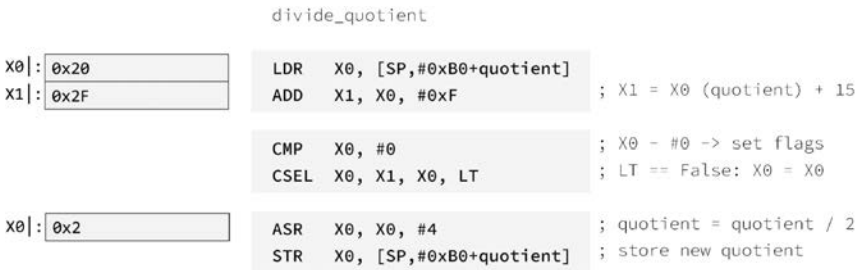 divide_quotient
X0|: 0x20 LDR X0, [SP,#0xB0+quotient]
X1|: 0x2F ADD X1, X0, #0xF ; X1 = X0 (quotient) + 15
CMP X0, #0 ; X0 - #0 -> set flags
CSEL X0, X1, X0, LT ; LT == False: X0 = X0
X0|: 0x2 ASR X0, X0, #4 ; quotient = quotient / 2
STR X0, [SP,#0xB0+quotient] ; store new quotient